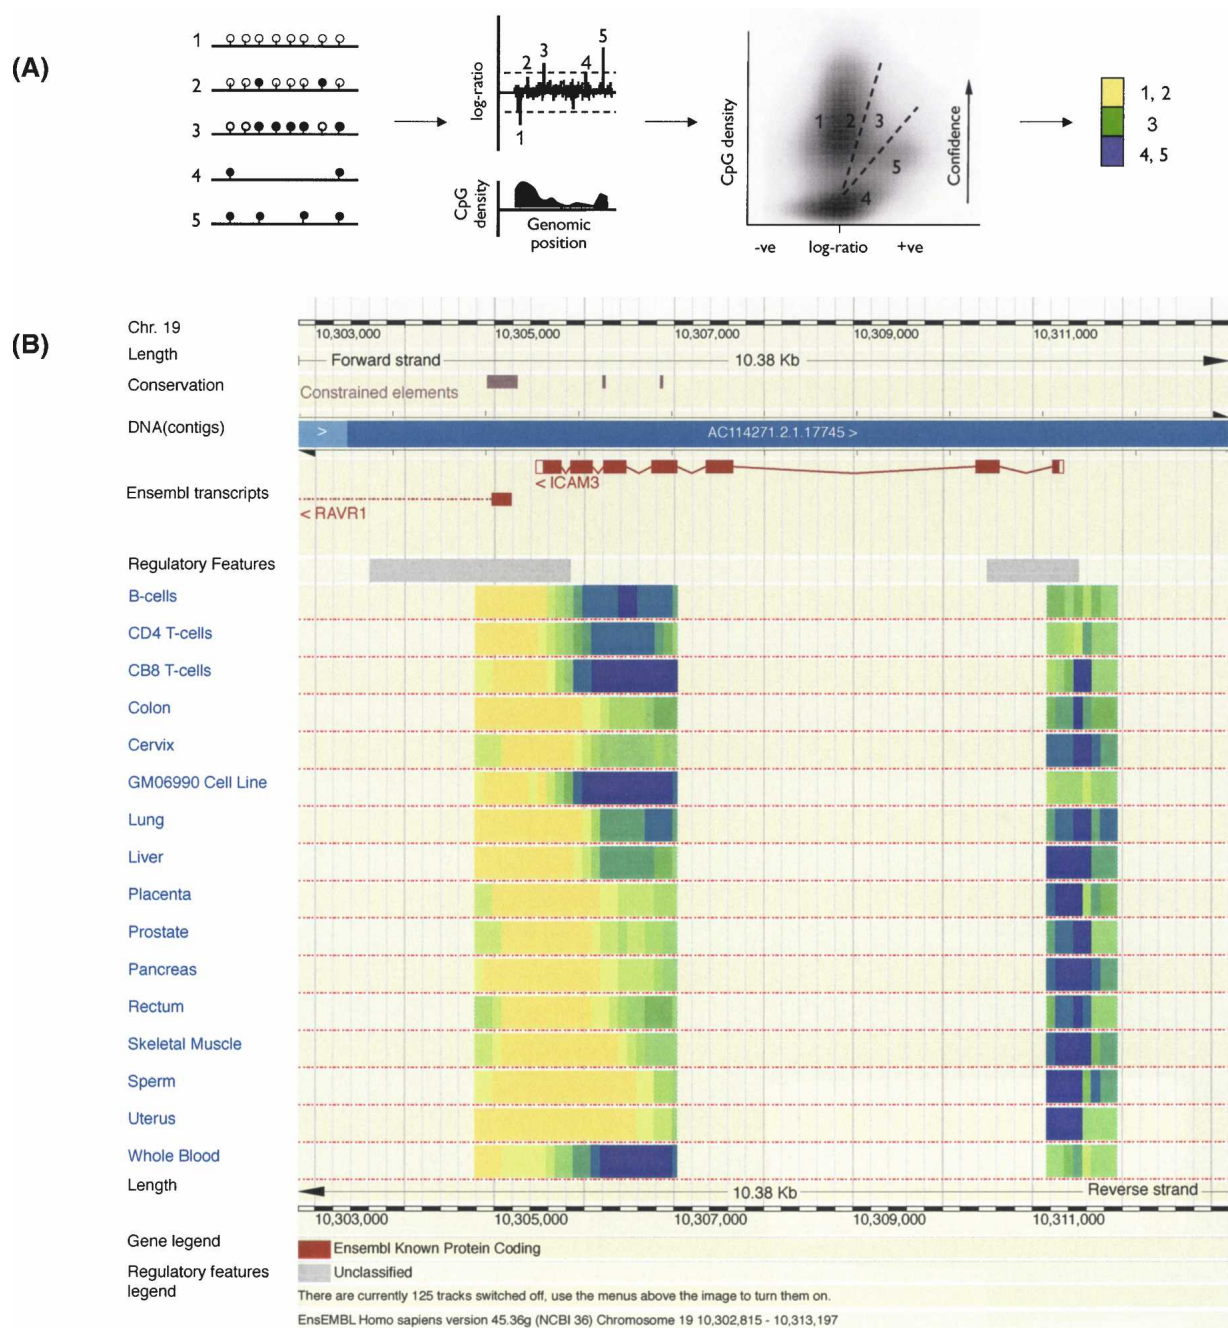 (A)
1
2
3
4
5
log-ratio
1
2
3
4
5
CpG
density
Genomic
position
CpG density
1
2
3
4
5
Confidence
-ve
log-ratio
+ve
1, 2
3
4, 5
(B)
Chr. 19
10,303,000 10,305,000 10,307,000 10,309,000 10,311,000
Length
Forward strand 10.38 Kb
Conservation
Constrained elements
DNA(contigs)
> AC114271.2.1.17745 >
Ensembl transcripts
< ICAM3
< RAVR1
Regulatory Features
B-cells
CD4 T-cells
CB8 T-cells
Colon
Cervix
GM06990 Cell Line
Lung
Liver
Placenta
Prostate
Pancreas
Rectum
Skeletal Muscle
Sperm
Uterus
Whole Blood
Length
10.38 Kb Reverse strand
10,303,000 10,305,000 10,307,000 10,309,000 10,311,000
Gene legend
Ensembl Known Protein Coding
Regulatory features
legend
Unclassified
There are currently 125 tracks switched off, use the menus above the image to turn them on.
EnsEMBL Homo sapiens version 45.36g (NCBI 36) Chromosome 19 10,302,815 - 10,313,197